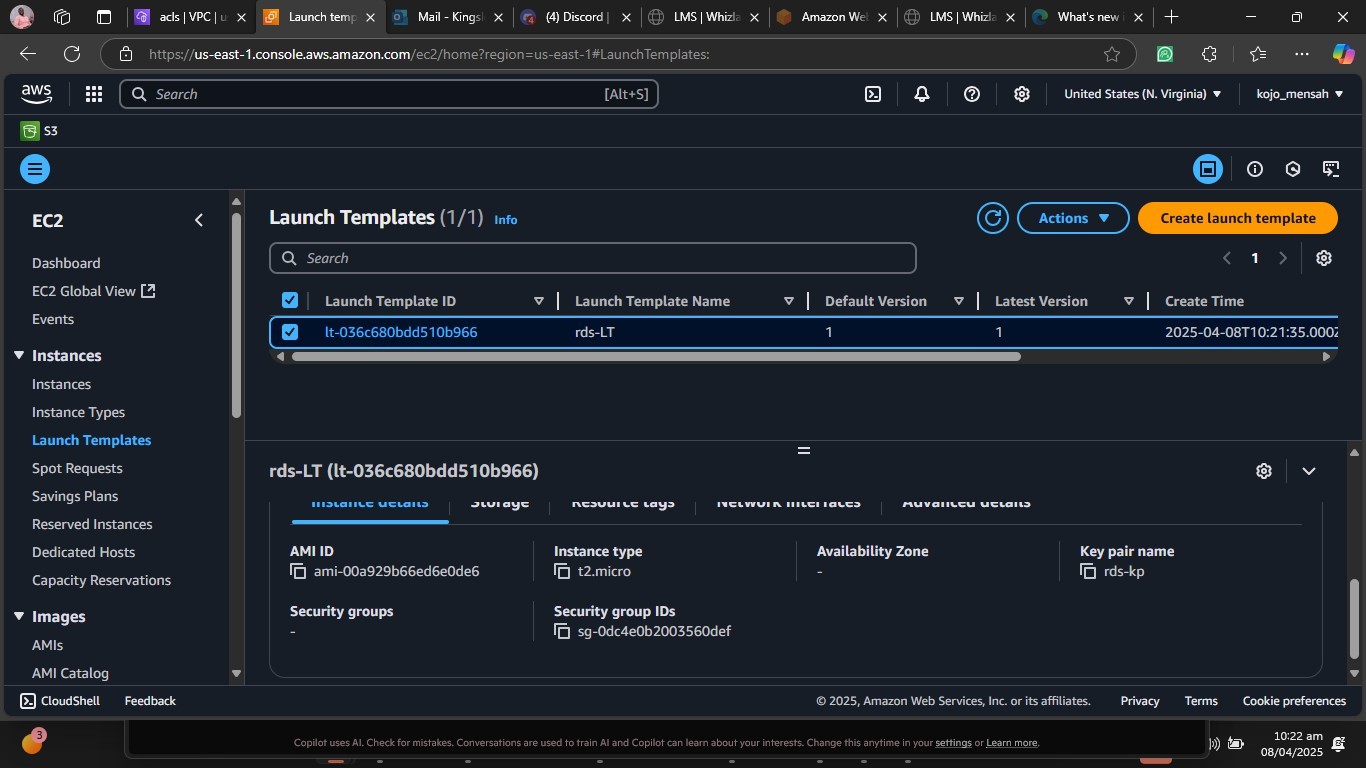 acls | VPC | u
Launch temp
Mail - Kings
(4) Discord |
LMS | Whizla
Amazon We
LMS | Whizla
What's new i
https://us-east-1.console.aws.amazon.com/ec2/home?region=us-east-1#LaunchTemplates:
aws
Search
[Alt+S]
United States (N. Virginia)
kojo_mensah
S3
EC2
Dashboard
EC2 Global View
Events
Instances
Instances
Instance Types
Launch Templates
Spot Requests
Savings Plans
Reserved Instances
Dedicated Hosts
Capacity Reservations
Images
AMIs
AMI Catalog
Launch Templates (1/1) Info
Actions
Create launch template
Search
1
Launch Template ID
Launch Template Name
Default Version
Latest Version
Create Time
lt-036c680bdd510b966
rds-LT
1
1
2025-04-08T10:21:35.000Z
rds-LT (lt-036c680bdd510b966)
Instance details
Storage
Resource tags
Network interfaces
Advanced details
AMI ID
ami-00a929b66ed6e0de6
Instance type
t2.micro
Availability Zone
-
Key pair name
rds-kp
Security groups
-
Security group IDs
sg-0dc4e0b2003560def
CloudShell
Feedback
© 2025, Amazon Web Services, Inc. or its affiliates.
Privacy
Terms
Cookie preferences
3
Copilot uses AI. Check for mistakes. Conversations are used to train AI and Copilot can learn about your interests. Change this anytime in your settings or Learn more.
10:22 am
08/04/2025